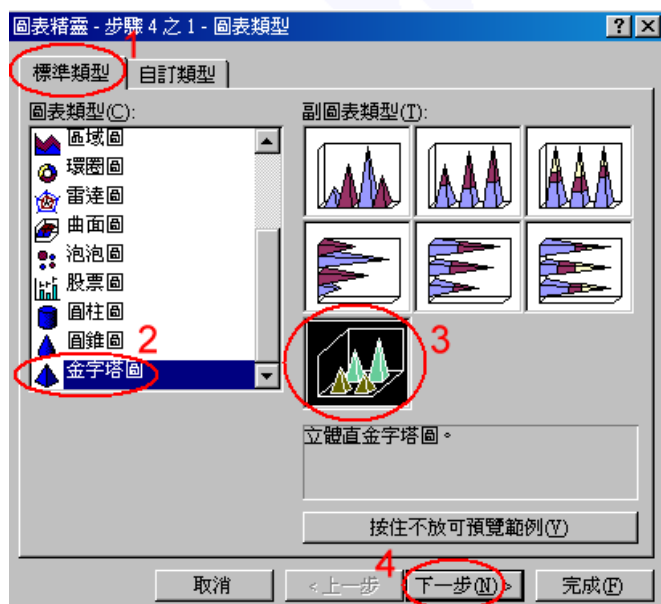 圖表精靈 - 步驟 4 之 1 - 圖表類型
1
標準類型
自訂類型
圖表類型(C):
區域圖
環圈圖
雷達圖
曲面圖
泡泡圖
股票圖
圓柱圖
圓錐圖
2
金字塔圖
副圖表類型(T):
3
立體直金字塔圖。
按住不放可預覽範例(V)
4
取消
<上一步
下一步(N)>
完成(F)